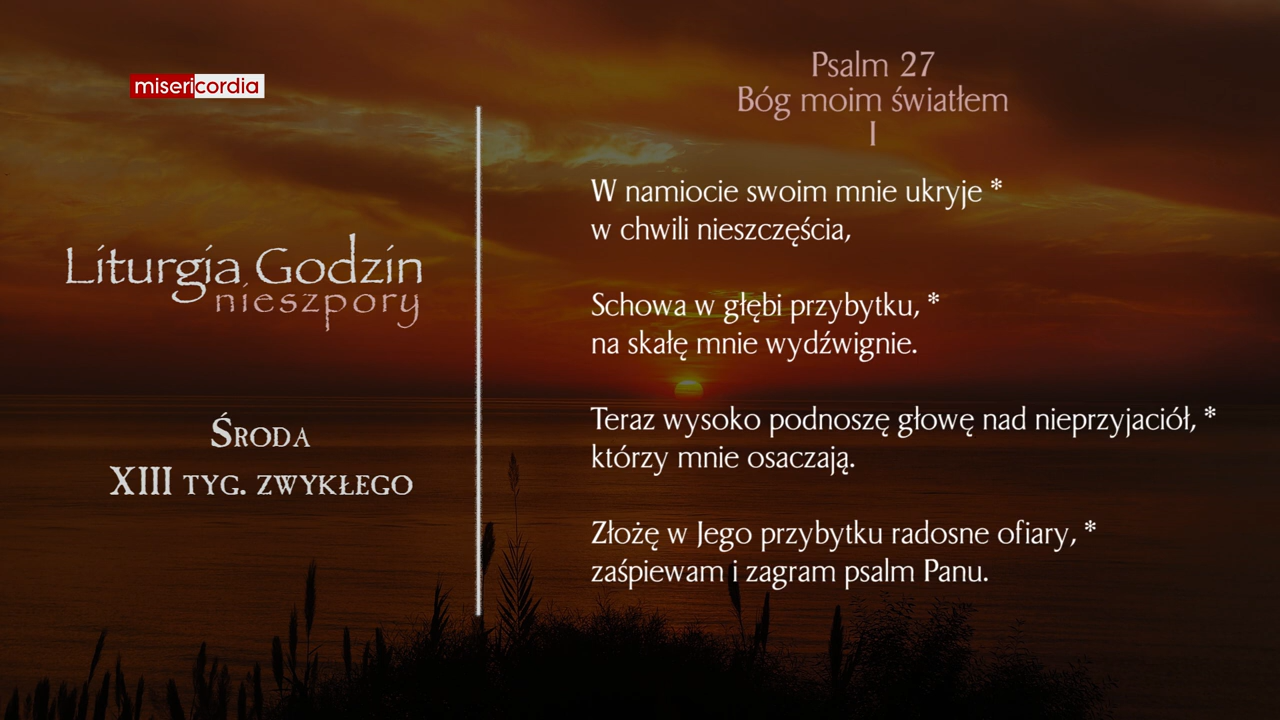 misericordia
Liturgia Godzin
nieszpory
Środa
XIII tyg. zwykłego
Psalm 27
Bóg moim światłem
I
W namiocie swoim mnie ukryje *
w chwili nieszczęścia,
Schowa w głębi przybytku, *
na skałę mnie wydźwignie.
Teraz wysoko podnoszę głowę nad nieprzyjaciół, *
którzy mnie osaczają.
Złożę w Jego przybytku radosne ofiary, *
zaśpiewam i zagram psalm Panu.